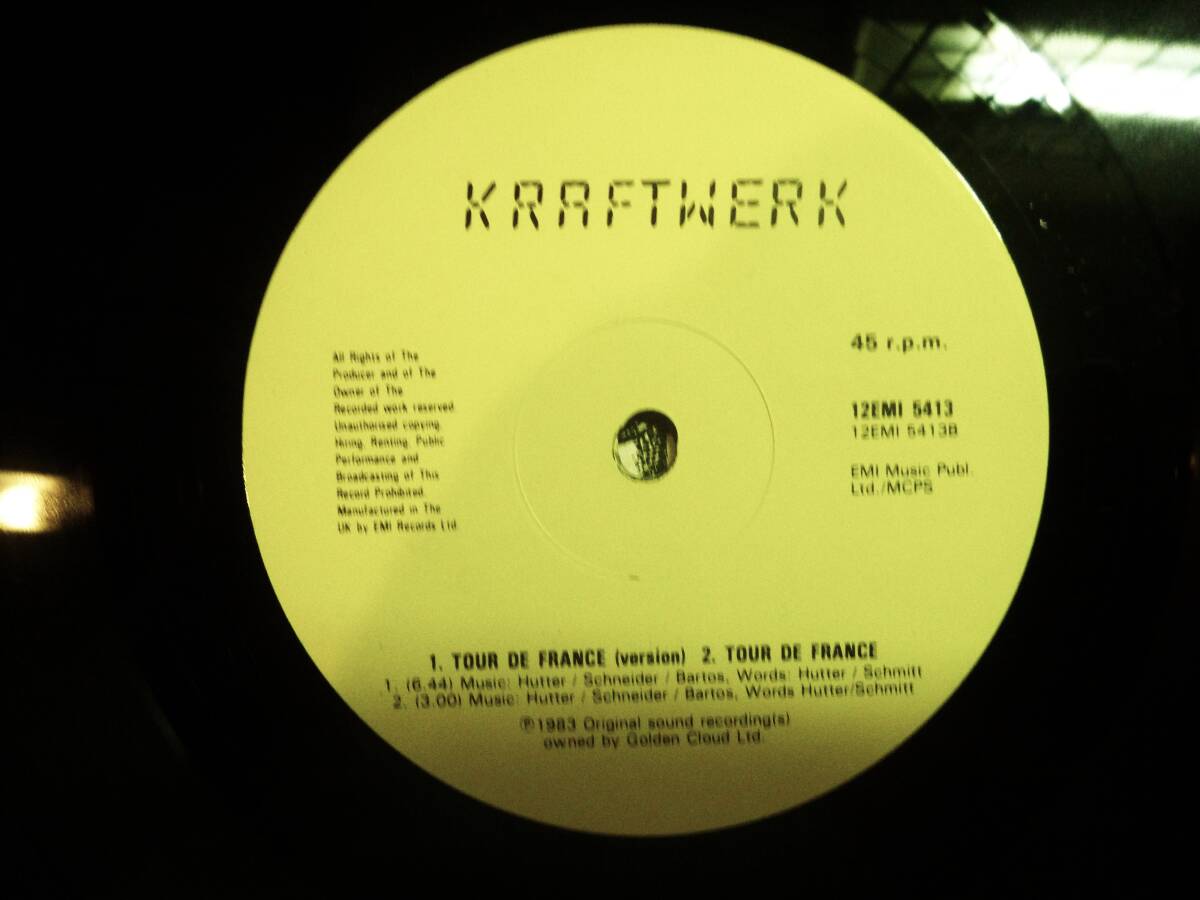 KRAFTWERK
45 r.p.m.
All Rights of The
Producer and of The
Owner of The
Recorded work reserved.
Unauthorised copying,
Hiring, Renting, Public
Performance and
Broadcasting of This
Record Prohibited.
Manufactured in The
UK by EMI Records Ltd.
12EMI 5413
12EMI 5413B
EMI Music Publ.
Ltd./MCPS
1. TOUR DE FRANCE (version) 2. TOUR DE FRANCE
1. (6.44) Music: Hutter / Schneider / Bartos, Words: Hutter / Schmitt
2. (3.00) Music: Hutter / Schneider / Bartos, Words Hutter/Schmitt
℗1983 Original sound recording(s)
owned by Golden Cloud Ltd.